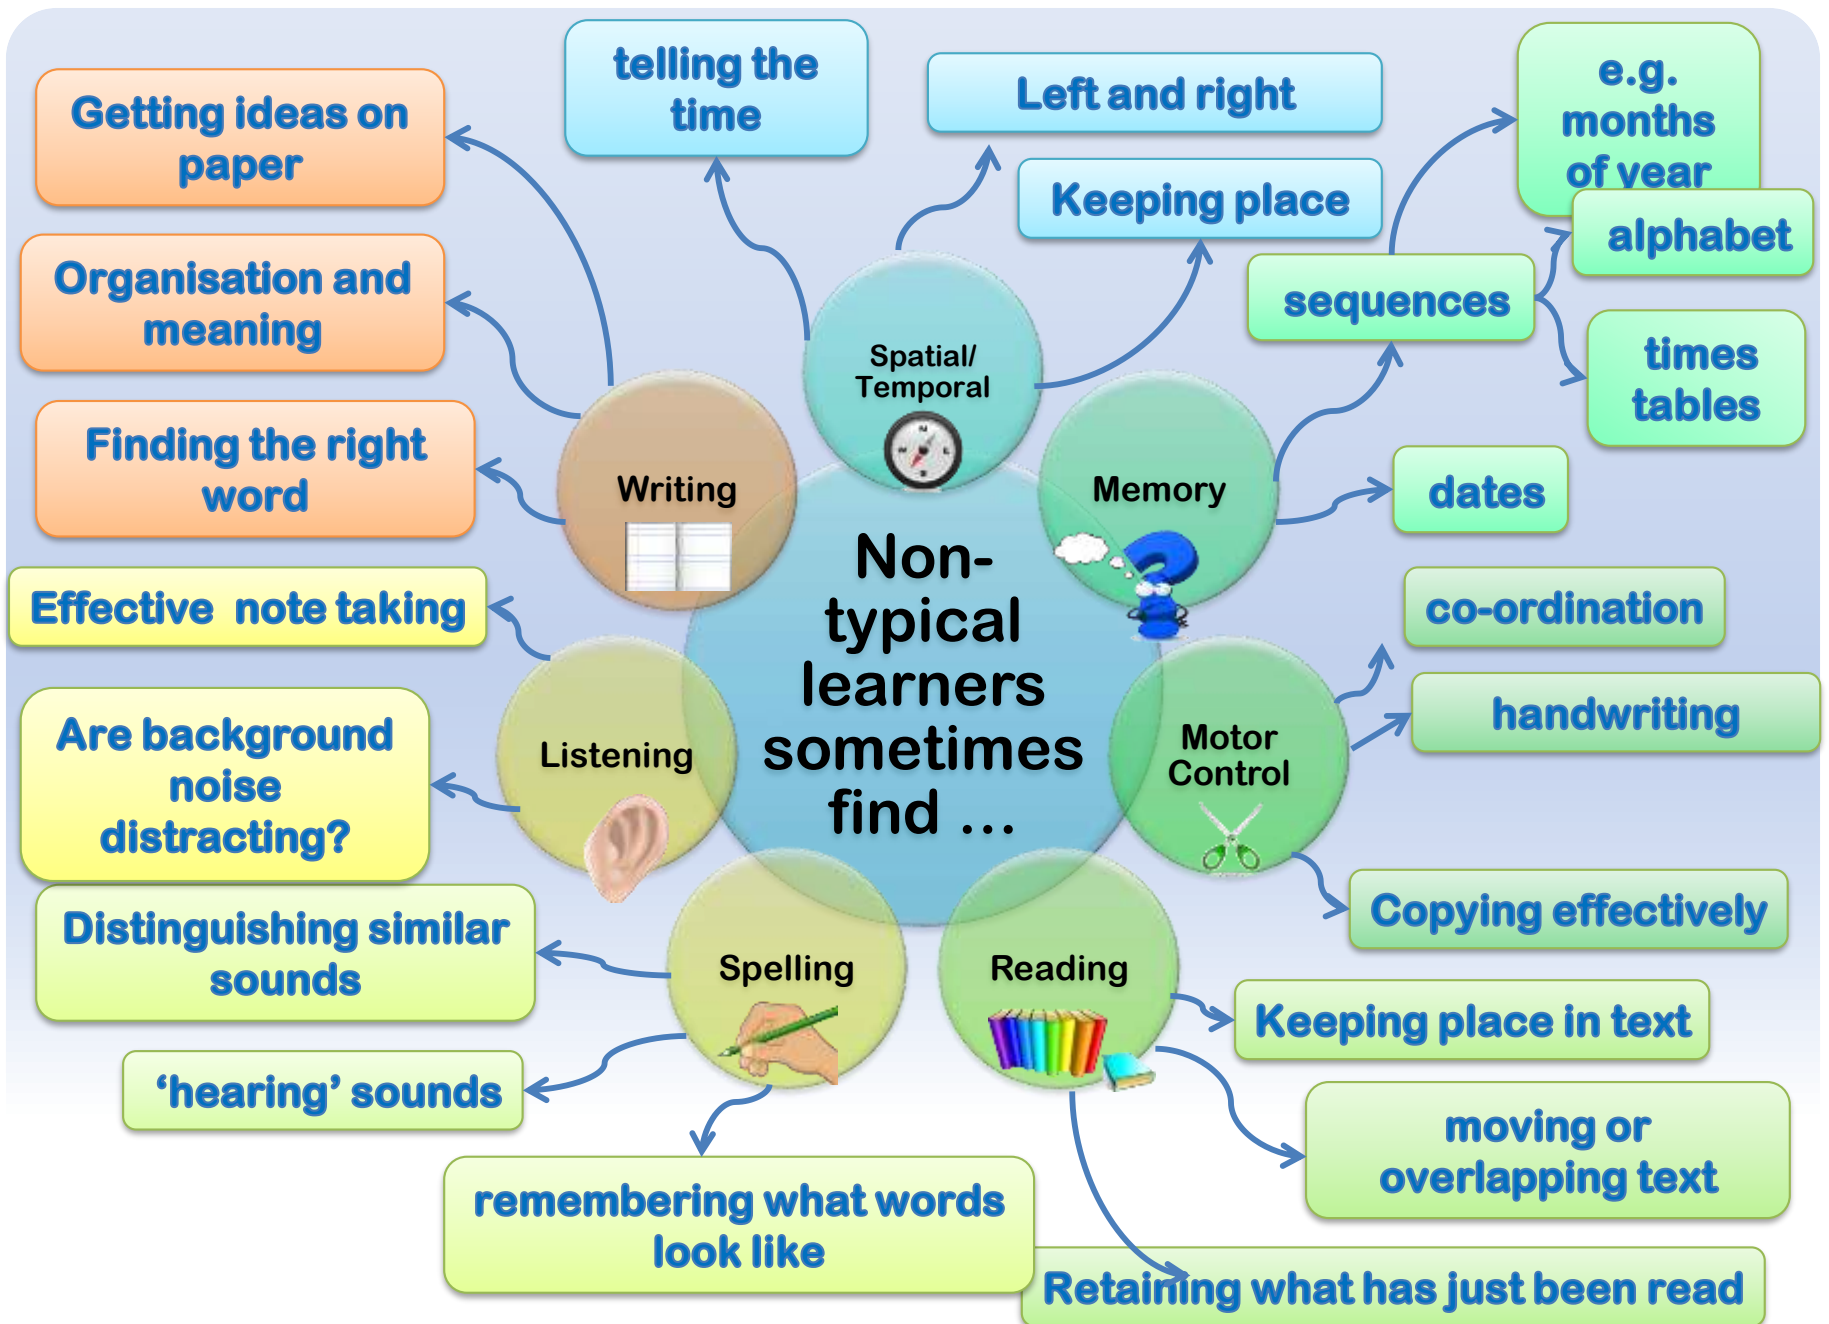 telling the
time
Left and right
Keeping place
e.g.
months
of year
alphabet
sequences
times
tables
dates
Getting ideas on
paper
Organisation and
meaning
Finding the right
word
Spatial/
Temporal
Writing
Memory
Non-
typical
learners
sometimes
find ...
Effective note taking
Are background
noise
distracting?
Listening
Motor
Control
co-ordination
handwriting
Copying effectively
Distinguishing similar
sounds
Spelling
Reading
‘hearing’ sounds
remembering what words
look like
Keeping place in text
moving or
overlapping text
Retaining what has just been read